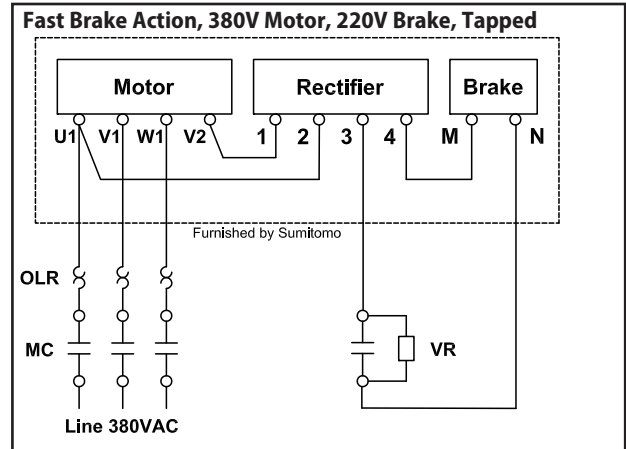 Fast Brake Action, 380V Motor, 220V Brake, Tapped
Motor Rectifier Brake
U1 V1 W1 V2 1 2 3 4 M N
Furnished by Sumitomo
OLR
MC VR
Line 380VAC